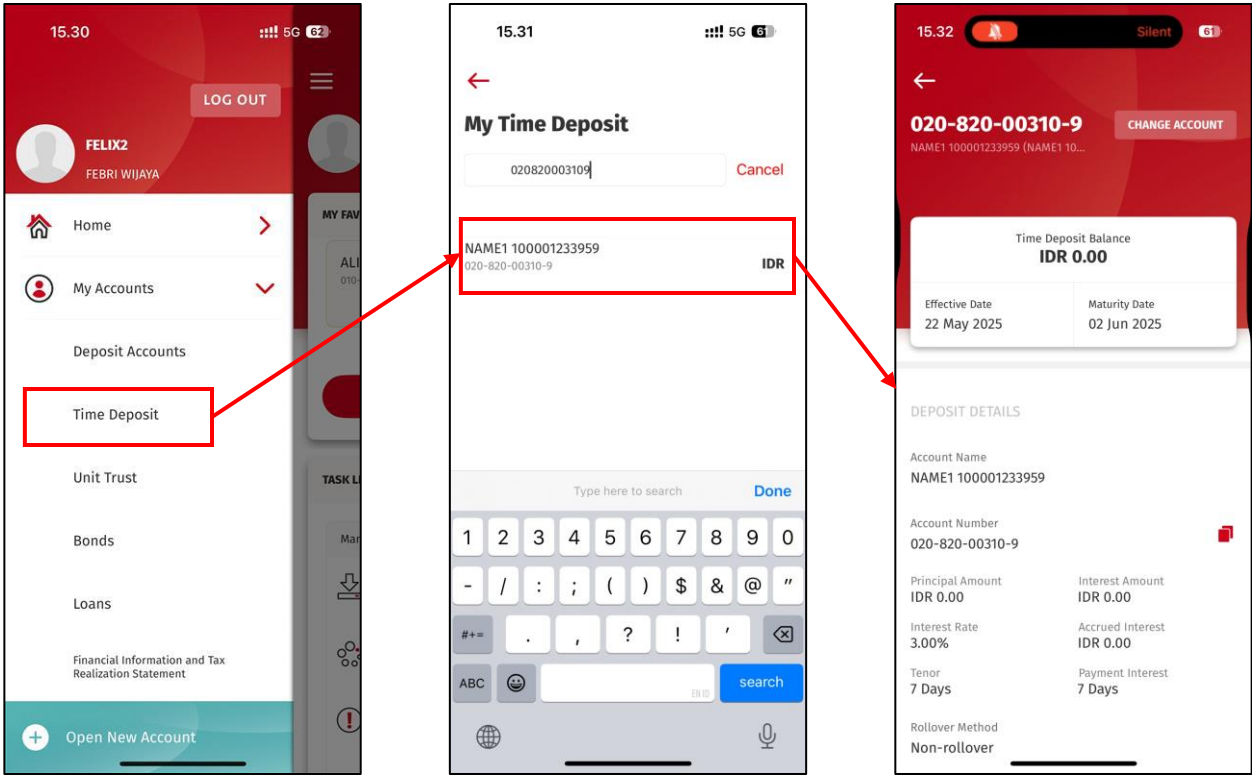 15.30
5G 62
LOG OUT
FELIX2
FEBRI WIJAYA
Home
My Accounts
Deposit Accounts
Time Deposit
Unit Trust
Bonds
Loans
Financial Information and Tax
Realization Statement
Open New Account
MY FAV
ALI
010-
TASK LI
Mar
15.31
5G 61
My Time Deposit
020820003109
Cancel
NAME1 100001233959
020-820-00310-9
IDR
Type here to search
Done
1 2 3 4 5 6 7 8 9 0
- / : ; ( ) $ & @ "
#+= . , ? ! '
ABC
EN ID
search
15.32
Silent
61
020-820-00310-9
CHANGE ACCOUNT
NAME1 100001233959 (NAME1 10...
Time Deposit Balance
IDR 0.00
Effective Date
22 May 2025
Maturity Date
02 Jun 2025
DEPOSIT DETAILS
Account Name
NAME1 100001233959
Account Number
020-820-00310-9
Principal Amount
IDR 0.00
Interest Amount
IDR 0.00
Interest Rate
3.00%
Accrued Interest
IDR 0.00
Tenor
7 Days
Payment Interest
7 Days
Rollover Method
Non-rollover